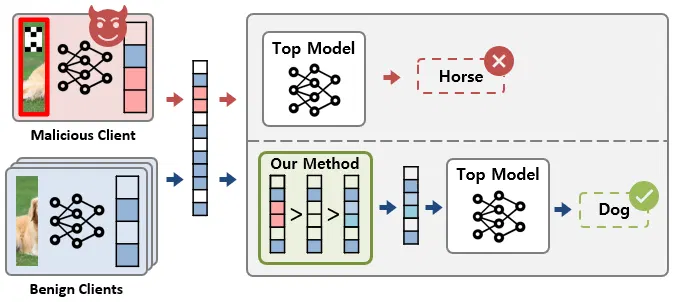 Top Model
Horse
Malicious Client
Our Method
> >
Top Model
Dog
Benign Clients